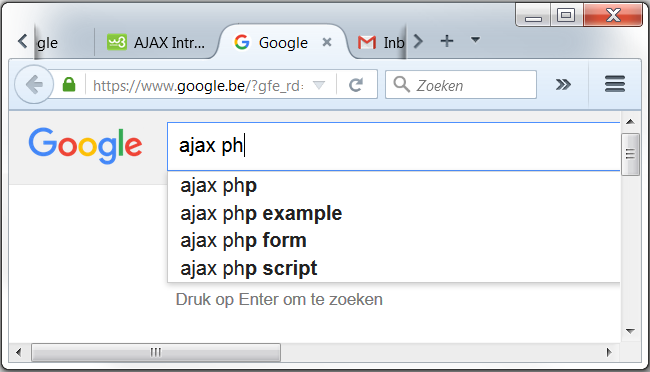 gle AJAX Intr... Google Inb
https://www.google.be/?gfe_rd= Zoeken
Google ajax ph
ajax php
ajax php example
ajax php form
ajax php script
Druk op Enter om te zoeken